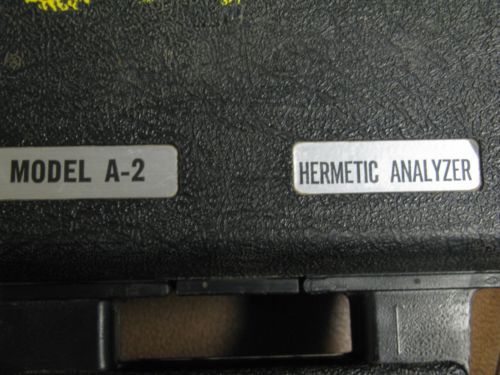 MODEL A-2
HERMETIC ANALYZER